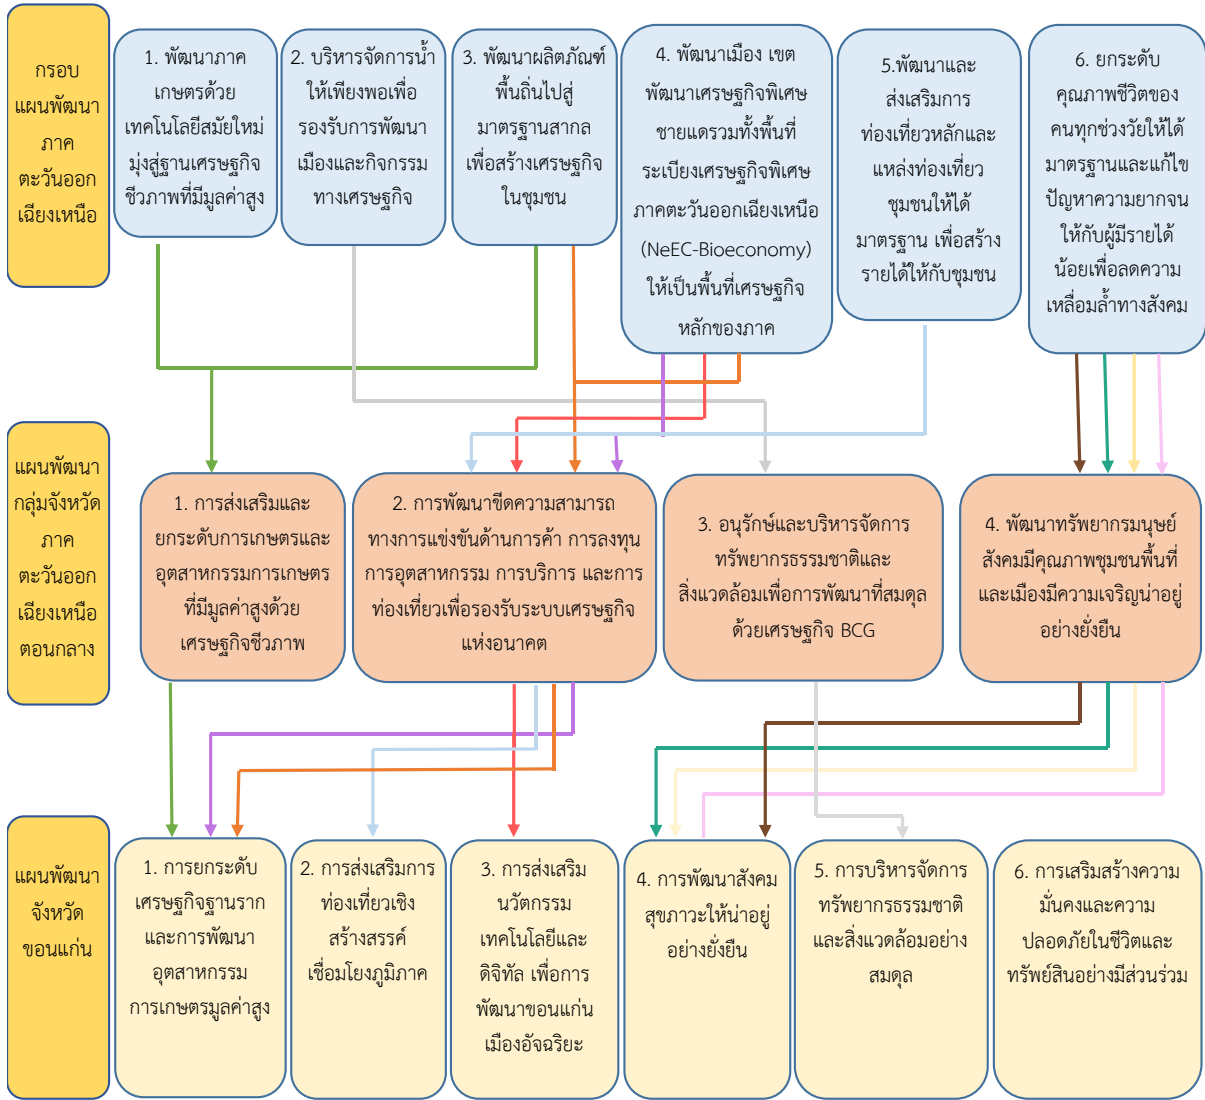 กรอบ
แผนพัฒนา
ภาค
ตะวันออก
เฉียงเหนือ
1. พัฒนาภาค
เกษตรด้วย
เทคโนโลยีสมัยใหม่
มุ่งสู่ฐานเศรษฐกิจ
ชีวภาพที่มีมูลค่าสูง
2. บริหารจัดการน้ำ
ให้เพียงพอเพื่อ
รองรับการพัฒนา
เมืองและกิจกรรม
ทางเศรษฐกิจ
3. พัฒนาผลิตภัณฑ์
พื้นถิ่นไปสู่
มาตรฐานสากล
เพื่อสร้างเศรษฐกิจ
ในชุมชน
4. พัฒนาเมือง เขต
พัฒนาเศรษฐกิจพิเศษ
ชายแดรวมทั้งพื้นที่
ระเบียงเศรษฐกิจพิเศษ
ภาคตะวันออกเฉียงเหนือ
(NeEC-Bioeconomy)
ให้เป็นพื้นที่เศรษฐกิจ
หลักของภาค
5.พัฒนาและ
ส่งเสริมการ
ท่องเที่ยวหลักและ
แหล่งท่องเที่ยว
ชุมชนให้ได้
มาตรฐาน เพื่อสร้าง
รายได้ให้กับชุมชน
6. ยกระดับ
คุณภาพชีวิตของ
คนทุกช่วงวัยให้ได้
มาตรฐานและแก้ไข
ปัญหาความยากจน
ให้กับผู้มีรายได้
น้อยเพื่อลดความ
เหลื่อมล้ำทางสังคม
แผนพัฒนา
กลุ่มจังหวัด
ภาค
ตะวันออก
เฉียงเหนือ
ตอนกลาง
1. การส่งเสริมและ
ยกระดับการเกษตรและ
อุตสาหกรรมการเกษตร
ที่มีมูลค่าสูงด้วย
เศรษฐกิจชีวภาพ
2. การพัฒนาขีดความสามารถ
ทางการแข่งขันด้านการค้า การลงทุน
การอุตสาหกรรม การบริการ และการ
ท่องเที่ยวเพื่อรองรับระบบเศรษฐกิจ
แห่งอนาคต
3. อนุรักษ์และบริหารจัดการ
ทรัพยากรธรรมชาติและ
สิ่งแวดล้อมเพื่อการพัฒนาที่สมดุล
ด้วยเศรษฐกิจ BCG
4. พัฒนาทรัพยากรมนุษย์
สังคมมีคุณภาพชุมชนพื้นที่
และเมืองมีความเจริญน่าอยู่
อย่างยั่งยืน
แผนพัฒนา
จังหวัด
ขอนแก่น
1. การยกระดับ
เศรษฐกิจฐานราก
และการพัฒนา
อุตสาหกรรม
การเกษตรมูลค่าสูง
2. การส่งเสริมการ
ท่องเที่ยวเชิง
สร้างสรรค์
เชื่อมโยงภูมิภาค
3. การส่งเสริม
นวัตกรรม
เทคโนโลยีและ
ดิจิทัล เพื่อการ
พัฒนาขอนแก่น
เมืองอัจฉริยะ
4. การพัฒนาสังคม
สุขภาวะให้น่าอยู่
อย่างยั่งยืน
5. การบริหารจัดการ
ทรัพยากรธรรมชาติ
และสิ่งแวดล้อมอย่าง
สมดุล
6. การเสริมสร้างความ
มั่นคงและความ
ปลอดภัยในชีวิตและ
ทรัพย์สินอย่างมีส่วนร่วม